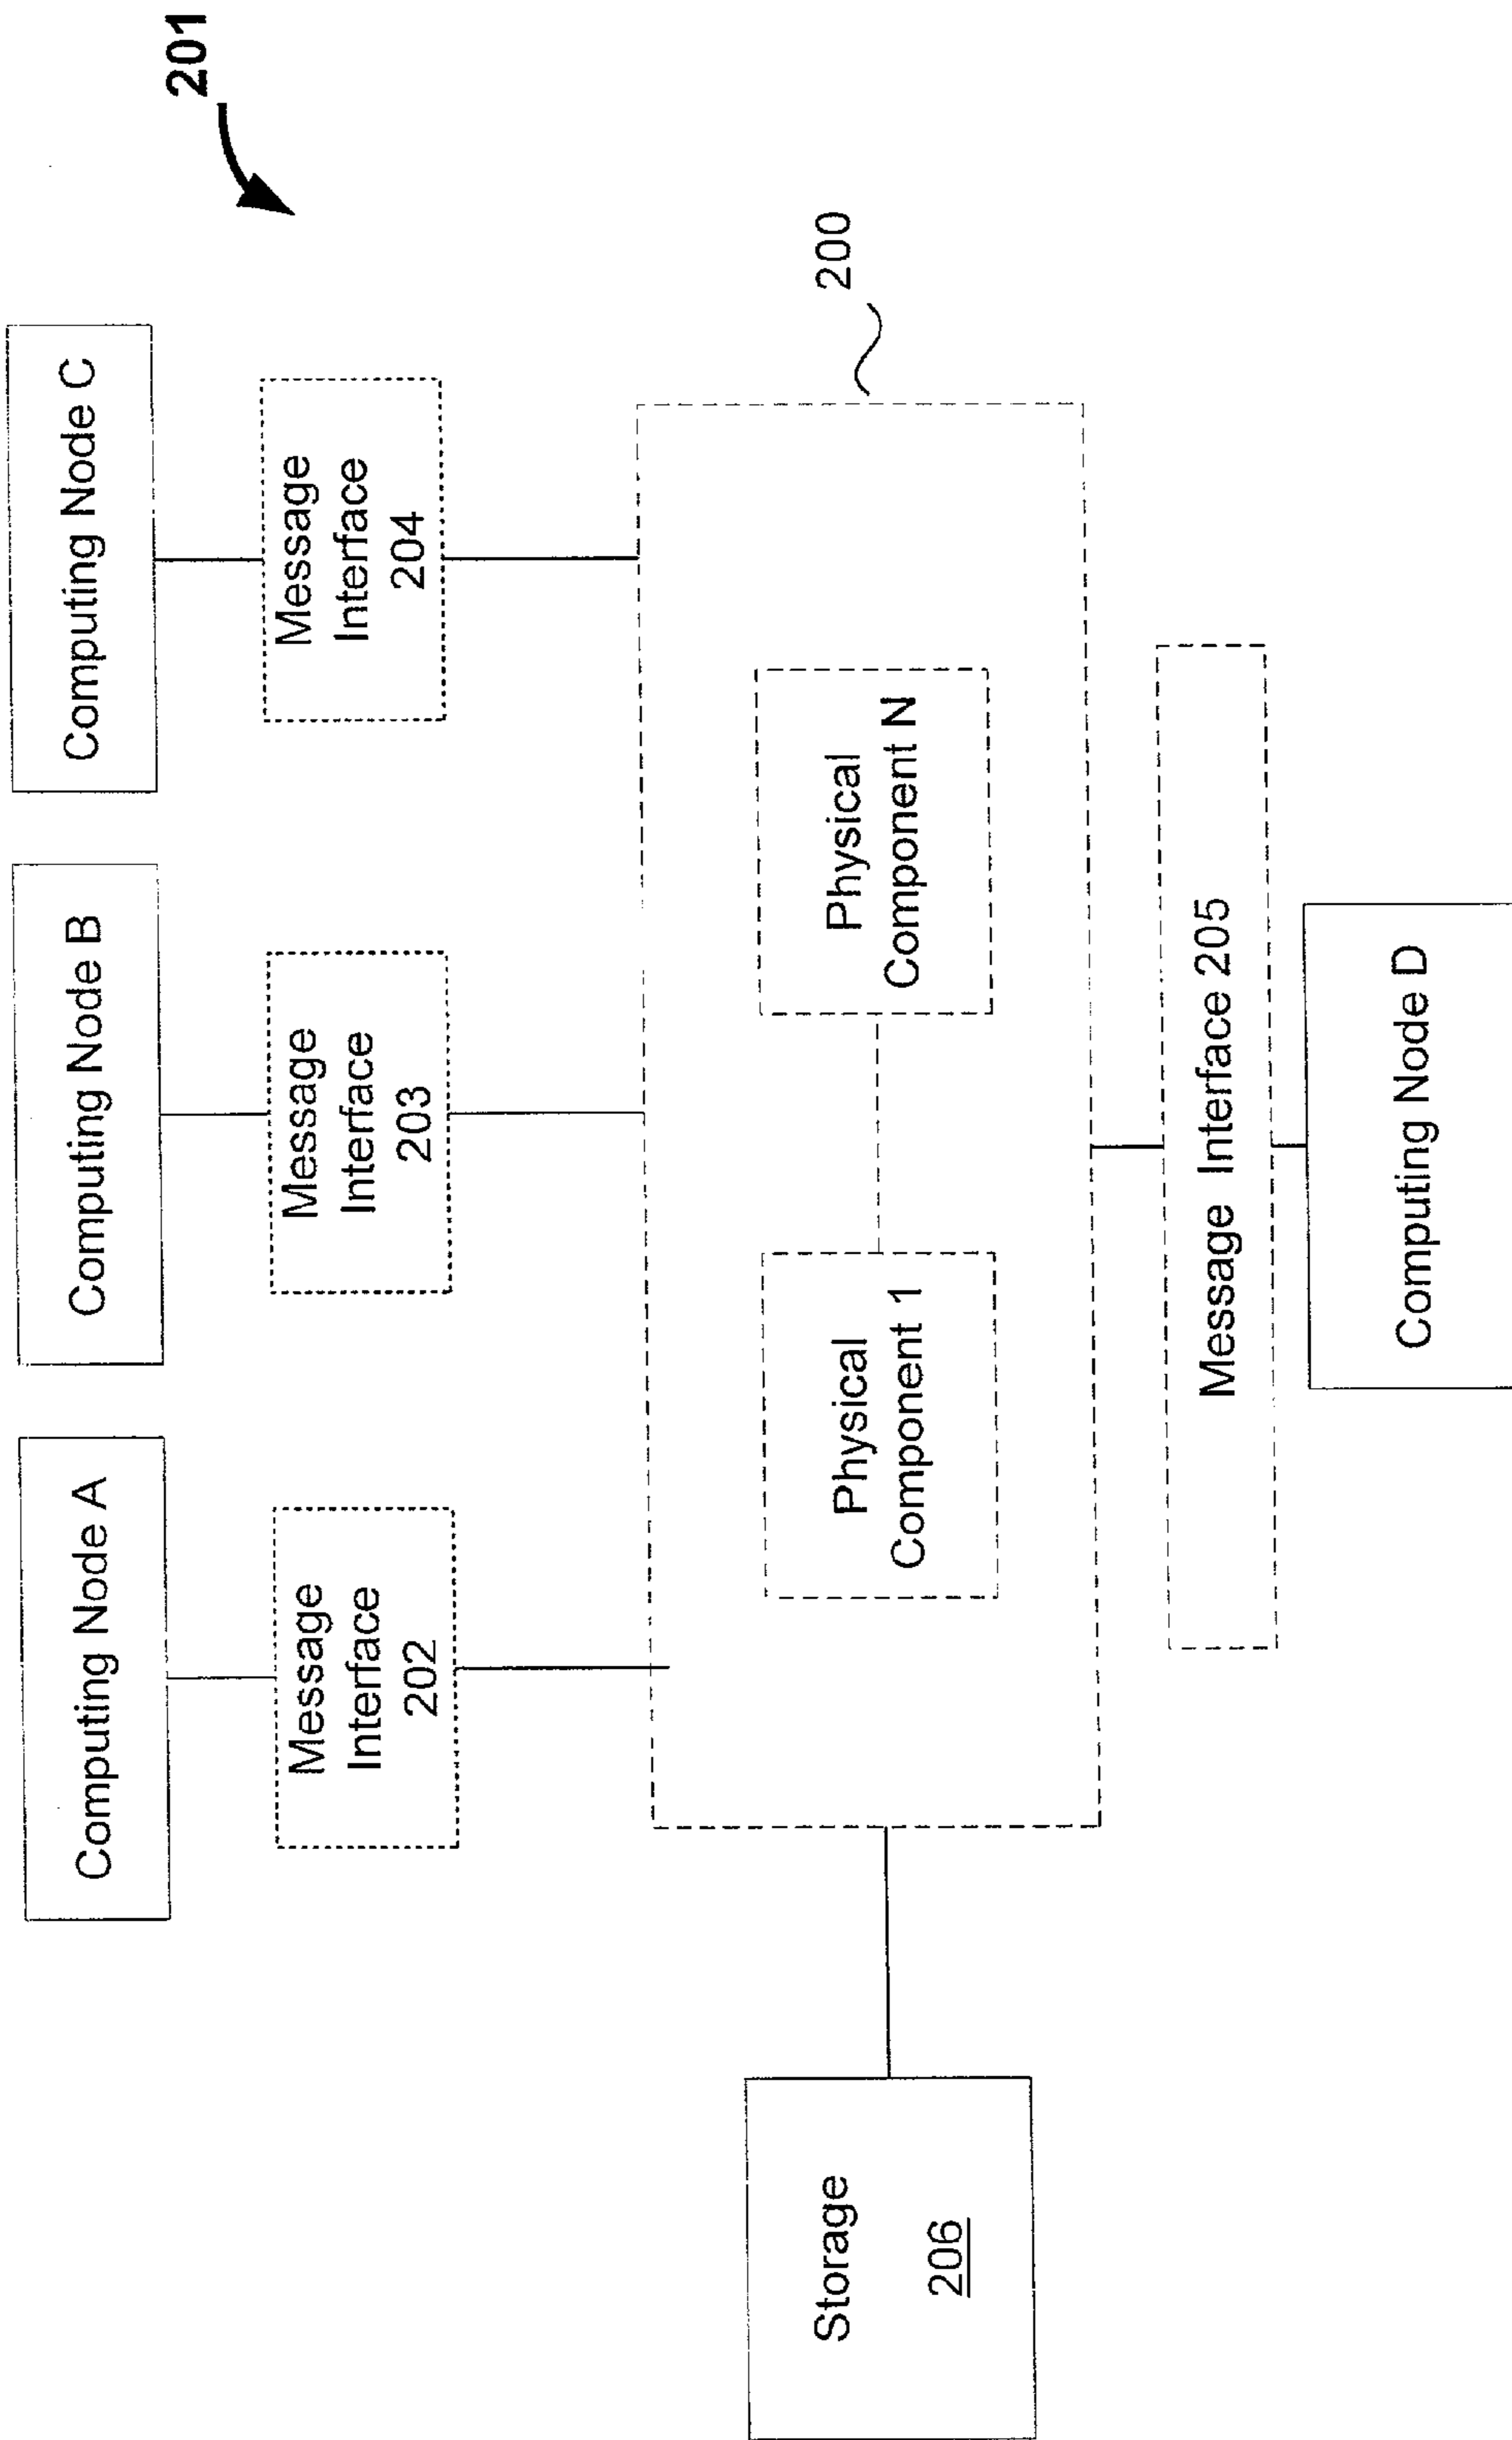 201
Computing Node A
Computing Node B
Computing Node C
Message
Interface
202
Message
Interface
203
Message
Interface
204
200
Physical
Component 1
Physical
Component N
Storage
206
Message Interface 205
Computing Node D